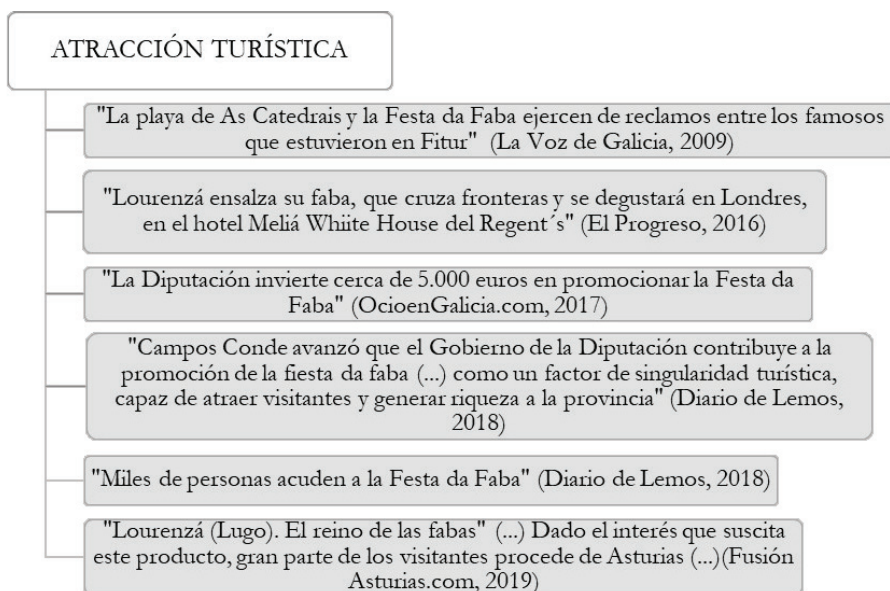 ATRACCIÓN TURÍSTICA
"La playa de As Catedrais y la Festa da Faba ejercen de reclamos entre los famosos
que estuvieron en Fitur" (La Voz de Galicia, 2009)
"Lourenzá ensalza su faba, que cruza fronteras y se degustará en Londres,
en el hotel Meliá Whiite House del Regent´s" (El Progreso, 2016)
"La Diputación invierte cerca de 5.000 euros en promocionar la Festa da
Faba" (OcioenGalicia.com, 2017)
"Campos Conde avanzó que el Gobierno de la Diputación contribuye a la
promoción de la fiesta da faba (...) como un factor de singularidad turística,
capaz de atraer visitantes y generar riqueza a la provincia" (Diario de Lemos,
2018)
"Miles de personas acuden a la Festa da Faba" (Diario de Lemos, 2018)
"Lourenzá (Lugo). El reino de las fabas" (...) Dado el interés que suscita
este producto, gran parte de los visitantes procede de Asturias (...)(Fusión
Asturias.com, 2019)